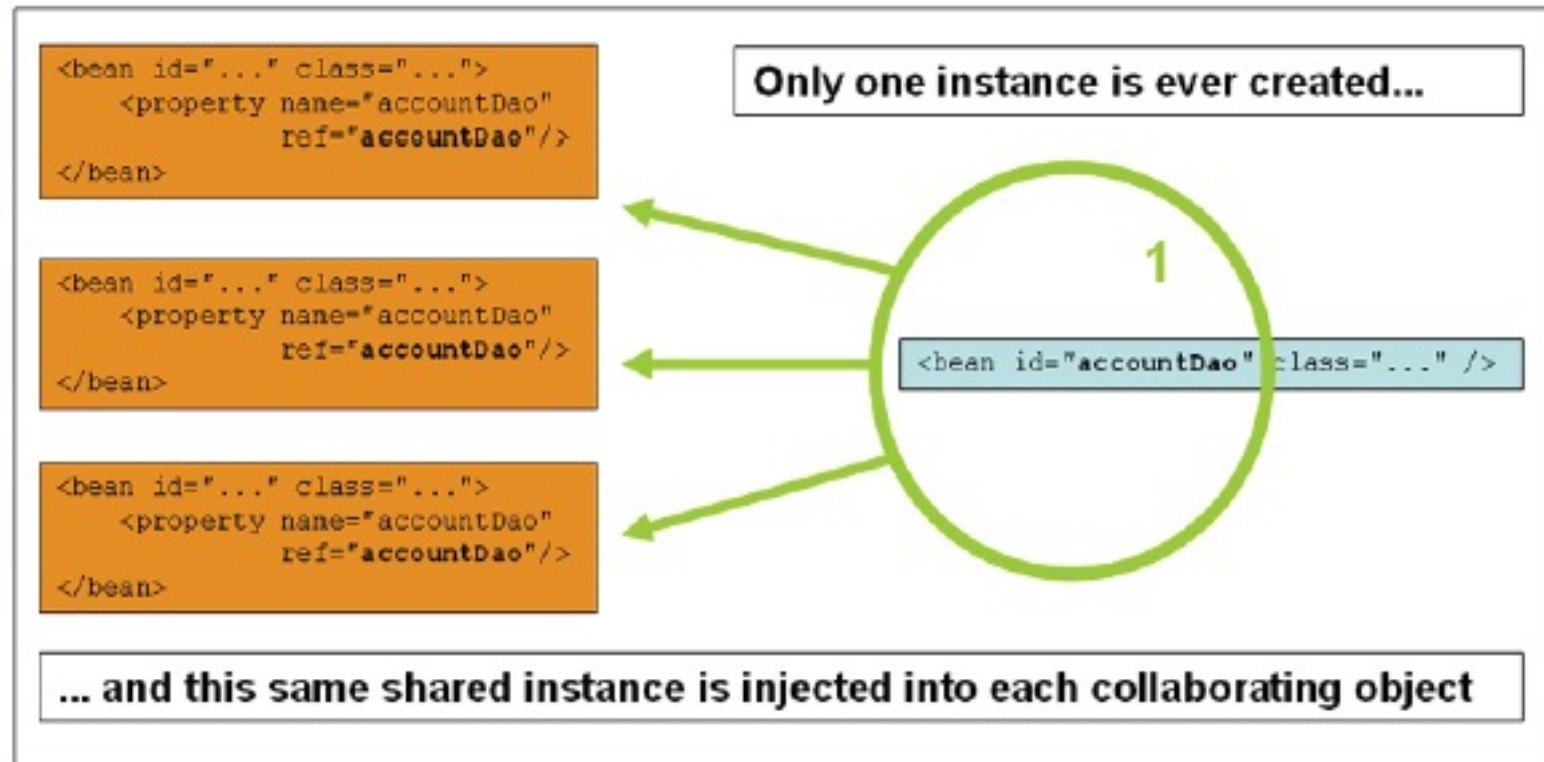 <bean id="..." class="...">
<property name="accountDao"
ref="accountDao"/>
</bean>
Only one instance is ever created...
<bean id="..." class="...">
<property name="accountDao"
ref="accountDao"/>
</bean>
1
<bean id="accountDao" class="..." />
<bean id="..." class="...">
<property name="accountDao"
ref="accountDao"/>
</bean>
... and this same shared instance is injected into each collaborating object